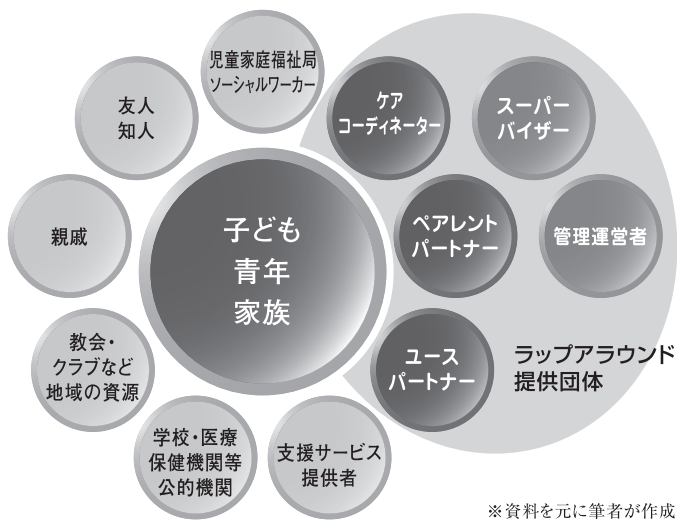 児童家庭福祉局
ソーシャルワーカー
友人
知人
親戚
教会・
クラブなど
地域の資源
学校・医療
保健機関等
公的機関
支援サービス
提供者
子ども
青年
家族
ケア
コーディネーター
スーパー
バイザー
ペアレント
パートナー
管理運営者
ユース
パートナー
ラップアラウンド
提供団体
※資料を元に筆者が作成